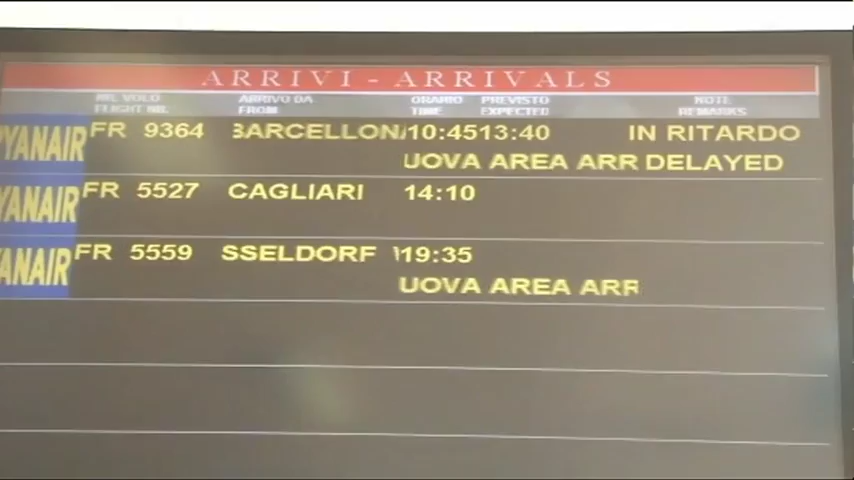 ARRIVI - ARRIVALS
NR. VOLO ARRIVO DA ORARIO PREVISTO NOTE
FLIGHT NR. FROM TIME EXPECTED REMARKS
RYANAIR FR 9364 BARCELLONA 10:45 13:40 IN RITARDO
UOVA AREA ARR DELAYED
YANAIR FR 5527 CAGLIARI 14:10
YANAIR FR 5559 SSELDORF 19:35
UOVA AREA ARR